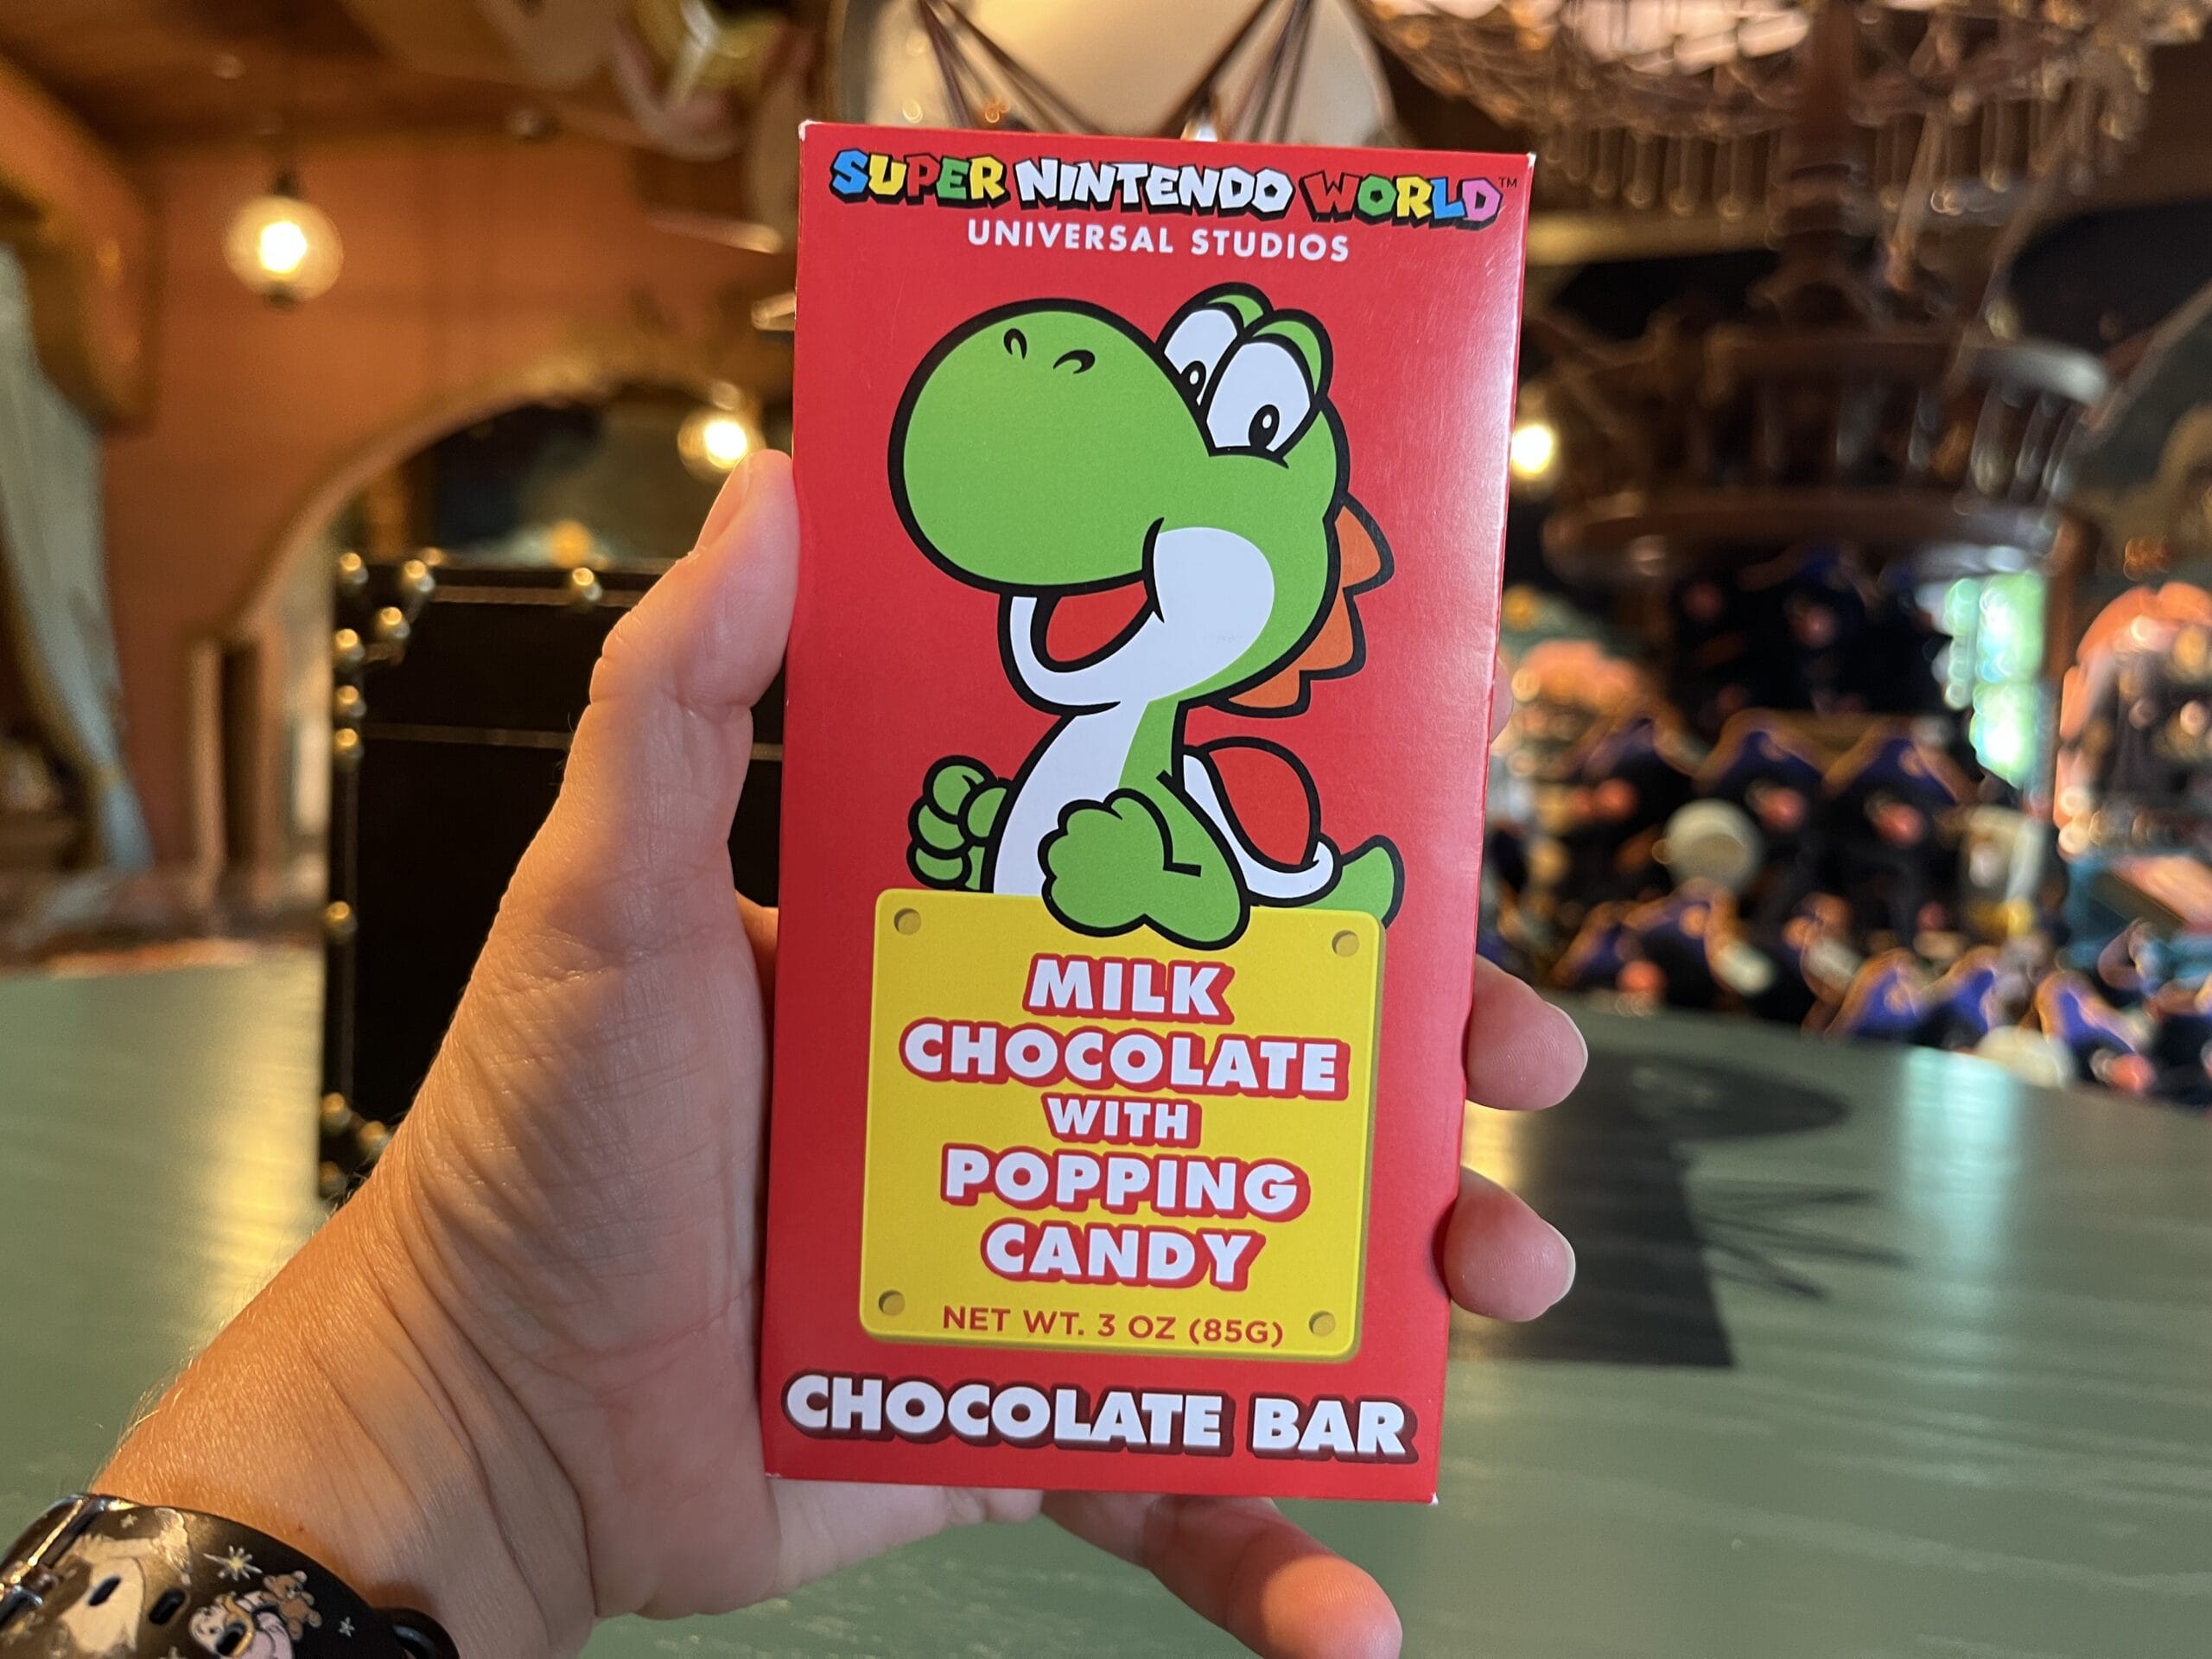 SUPER NINTENDO WORLD™
UNIVERSAL STUDIOS
MILK
CHOCOLATE
WITH
POPPING
CANDY
NET WT. 3 OZ (85G)
CHOCOLATE BAR